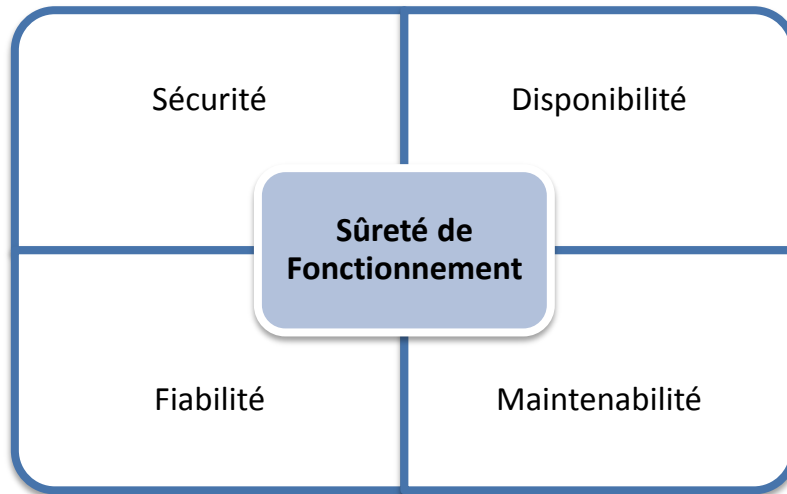 Sécurité
Disponibilité
Sûreté de
Fonctionnement
Fiabilité
Maintenabilité